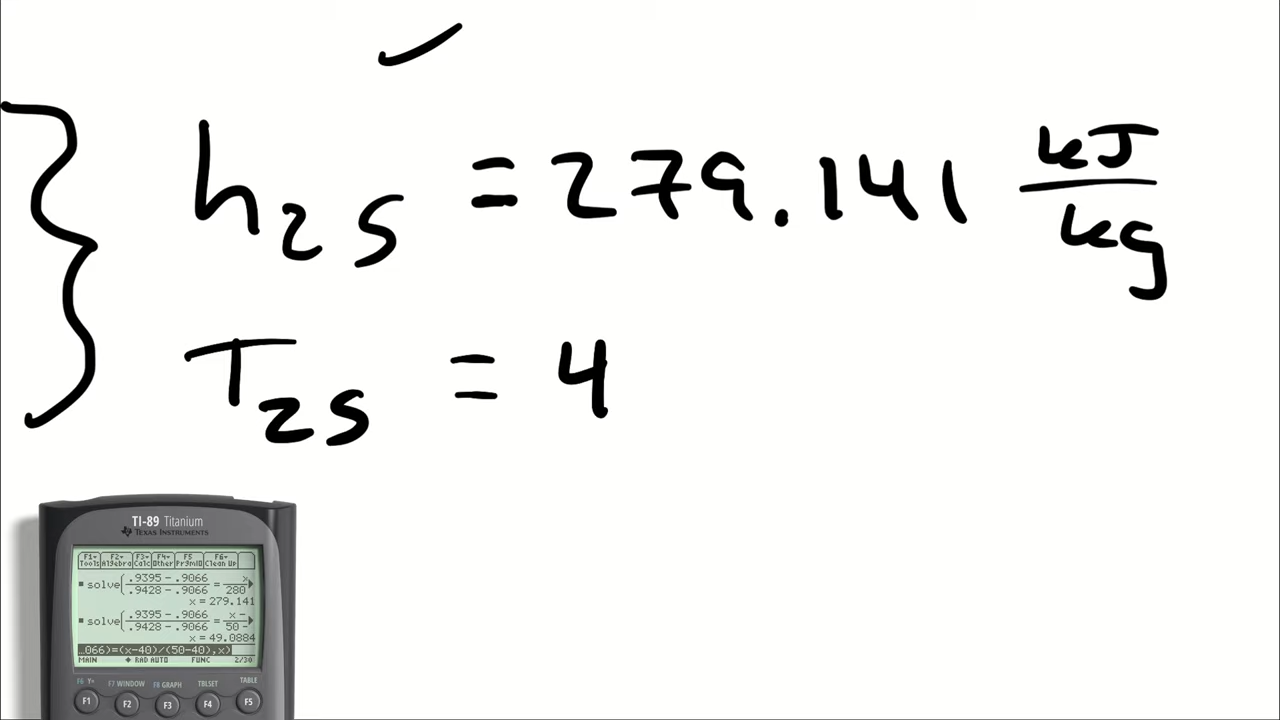 h2s = 279.141 kJ/kg
T2s = 4
TI-89 Titanium
TEXAS INSTRUMENTS
F1 Tools F2 Algebra F3 Calc F4 Other F5 PrgmIO F6 Clean Up
solve(.9395 - .9066/.9428 - .9066 = x/280
x = 279.141
solve(.9395 - .9066/.9428 - .9066 = x -/50 -
x = 49.0884
.066)=(x-40)/(50-40),x)
MAIN RAD AUTO FUNC 2/30
F6 Y= F7 WINDOW F8 GRAPH TBLSET TABLE
F1 F2 F3 F4 F5